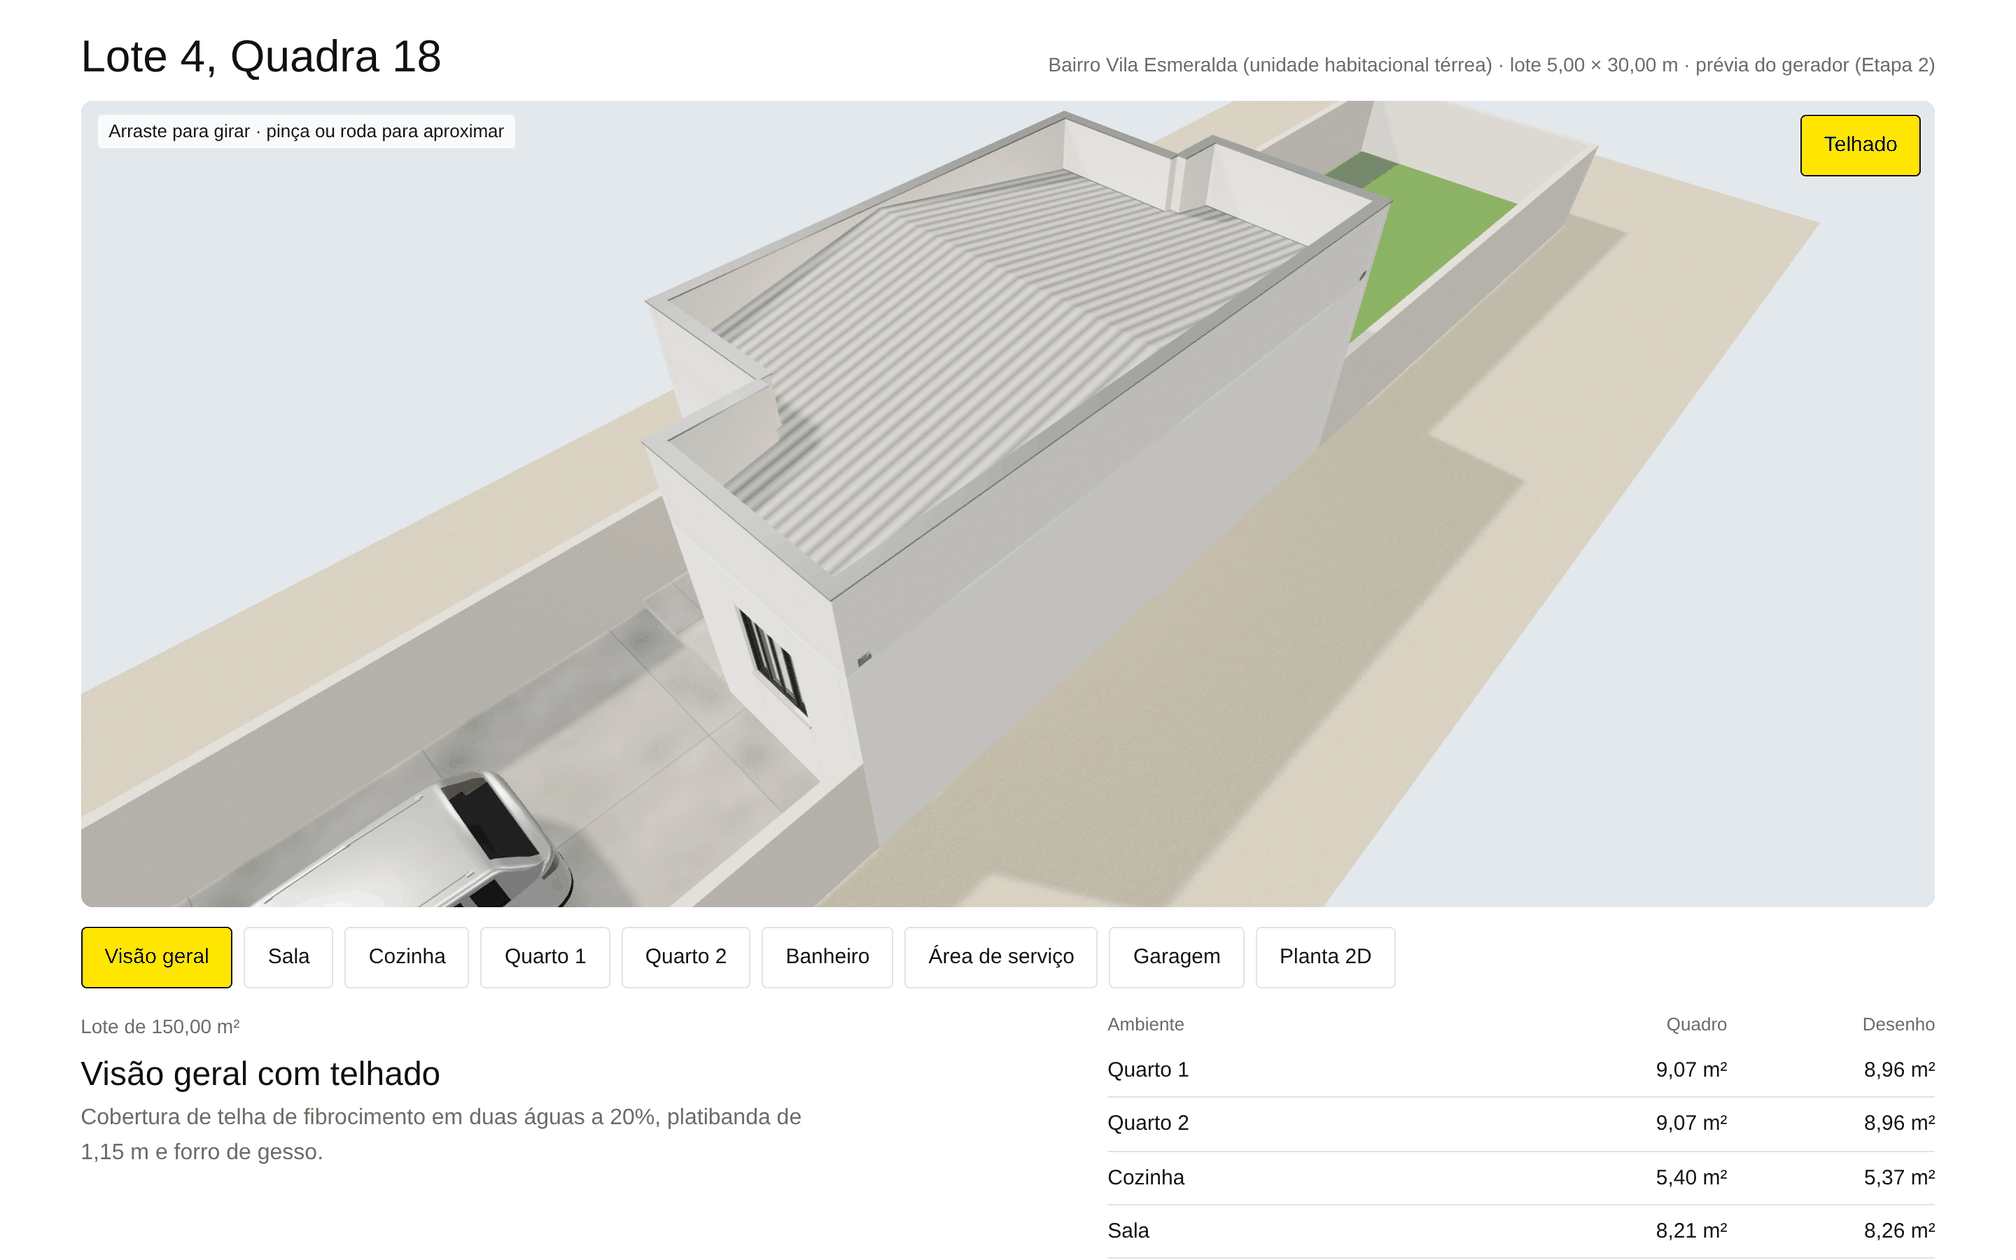 Lote 4, Quadra 18
Bairro Vila Esmeralda (unidade habitacional térrea) · lote 5,00 × 30,00 m · prévia do gerador (Etapa 2)
Arraste para girar · pinça ou roda para aproximar
Telhado
Visão geral
Sala
Cozinha
Quarto 1
Quarto 2
Banheiro
Área de serviço
Garagem
Planta 2D
Lote de 150,00 m²
Visão geral com telhado
Cobertura de telha de fibrocimento em duas águas a 20%, platibanda de
1,15 m e forro de gesso.
Ambiente Quadro Desenho
Quarto 1 9,07 m² 8,96 m²
Quarto 2 9,07 m² 8,96 m²
Cozinha 5,40 m² 5,37 m²
Sala 8,21 m² 8,26 m²